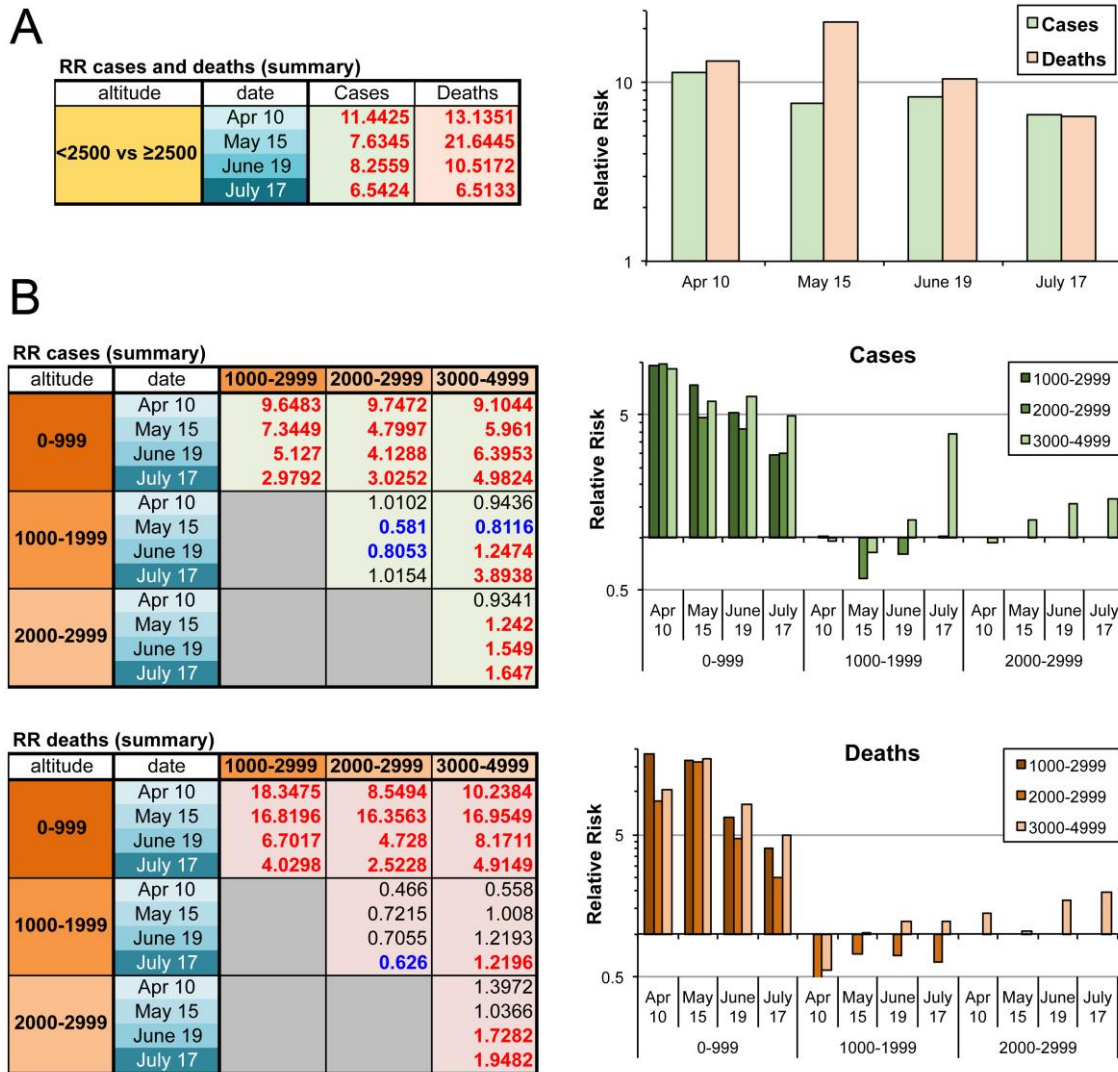 A
RR cases and deaths (summary)
altitude date Cases Deaths
<2500 vs ≥2500
Apr 10 11.4425 13.1351
May 15 7.6345 21.6445
June 19 8.2559 10.5172
July 17 6.5424 6.5133
Relative Risk
10
1
Cases
Deaths
Apr 10 May 15 June 19 July 17
B
RR cases (summary)
altitude date 1000-2999 2000-2999 3000-4999
0-999
Apr 10 9.6483 9.7472 9.1044
May 15 7.3449 4.7997 5.961
June 19 5.127 4.1288 6.3953
July 17 2.9792 3.0252 4.9824
1000-1999
Apr 10 1.0102 0.9436
May 15 0.581 0.8116
June 19 0.8053 1.2474
July 17 1.0154 3.8938
2000-2999
Apr 10 0.9341
May 15 1.242
June 19 1.549
July 17 1.647
Cases
Relative Risk
5
0.5
1000-2999
2000-2999
3000-4999
Apr May June July Apr May June July Apr May June July
10 15 19 17 10 15 19 17 10 15 19 17
0-999 1000-1999 2000-2999
RR deaths (summary)
altitude date 1000-2999 2000-2999 3000-4999
0-999
Apr 10 18.3475 8.5494 10.2384
May 15 16.8196 16.3563 16.9549
June 19 6.7017 4.728 8.1711
July 17 4.0298 2.5228 4.9149
1000-1999
Apr 10 0.466 0.558
May 15 0.7215 1.008
June 19 0.7055 1.2193
July 17 0.626 1.2196
2000-2999
Apr 10 1.3972
May 15 1.0366
June 19 1.7282
July 17 1.9482
Deaths
Relative Risk
5
0.5
1000-2999
2000-2999
3000-4999
Apr May June July Apr May June July Apr May June July
10 15 19 17 10 15 19 17 10 15 19 17
0-999 1000-1999 2000-2999